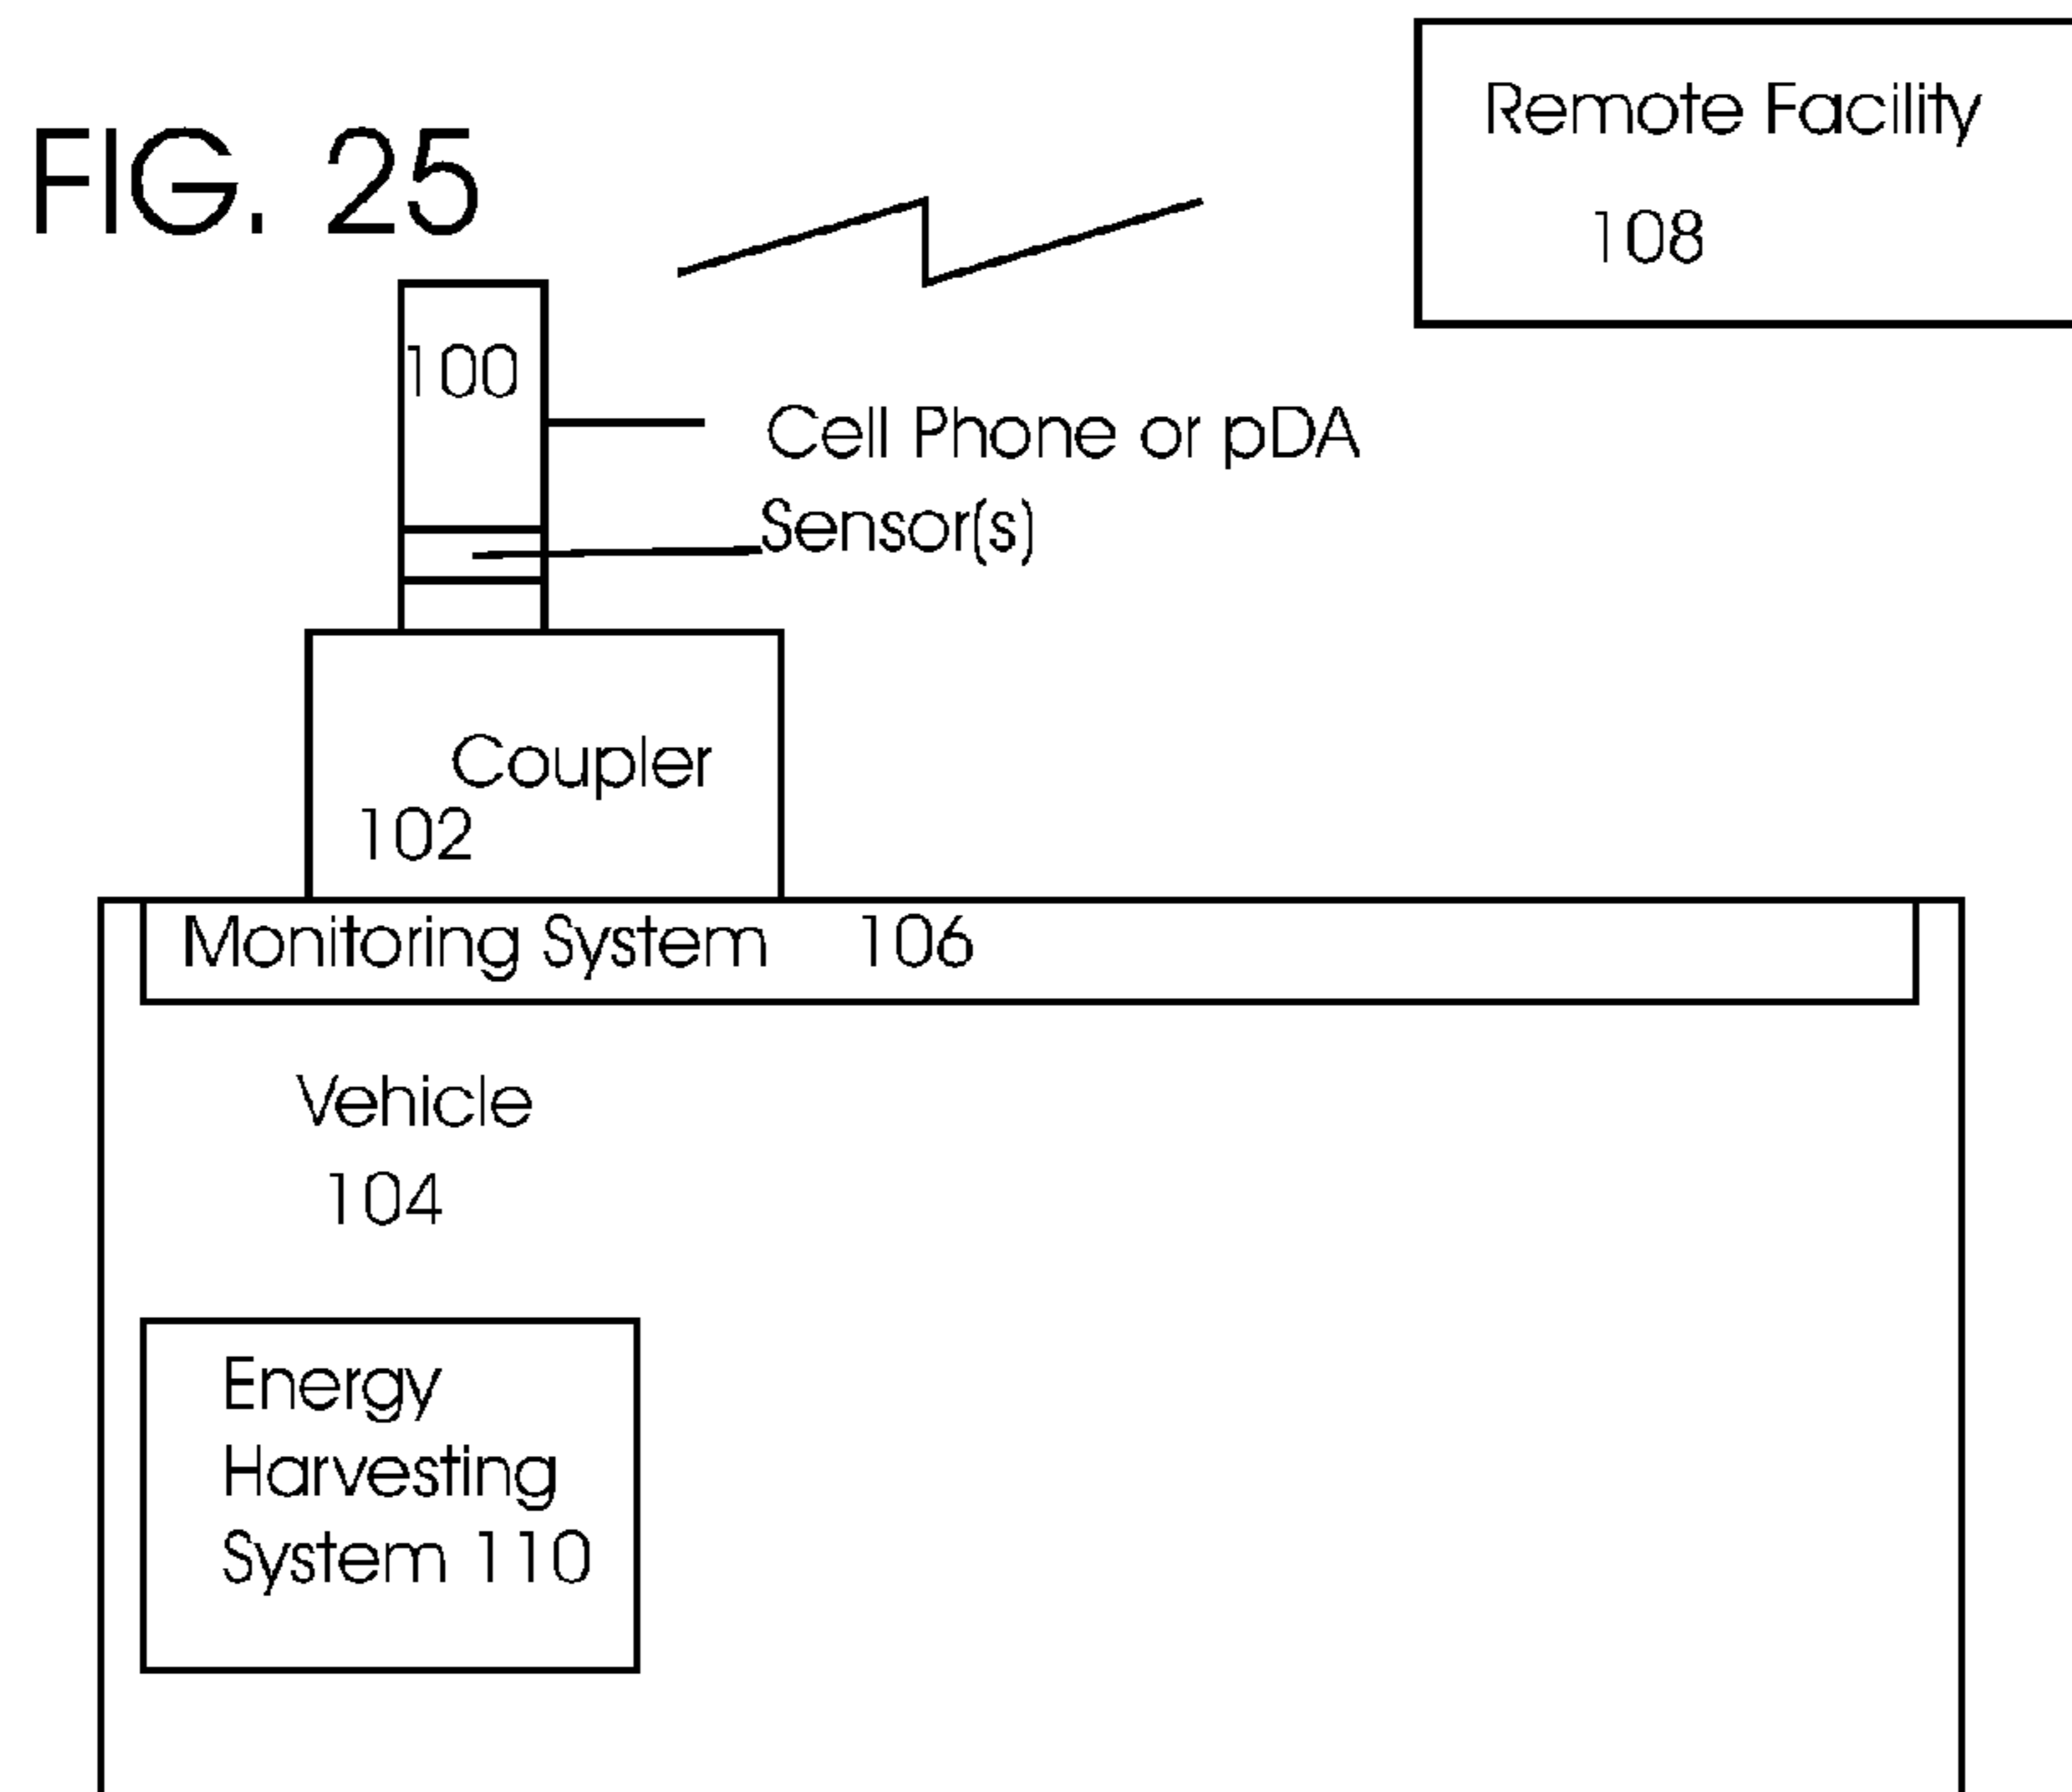 FIG. 25
Remote Facility
108
100
Cell Phone or pDA
Sensor(s)
Coupler
102
Monitoring System 106
Vehicle
104
Energy
Harvesting
System 110